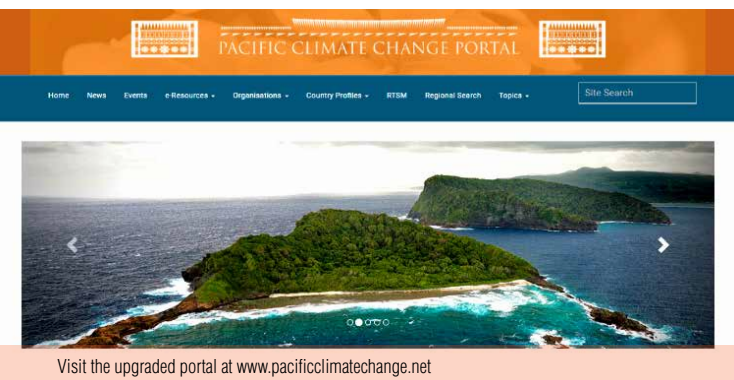 PACIFIC CLIMATE CHANGE PORTAL
Home News Events e-Resources Organisations Country Profiles RTSM Regional Search Topics Site Search
Visit the upgraded portal at www.pacificclimatechange.net